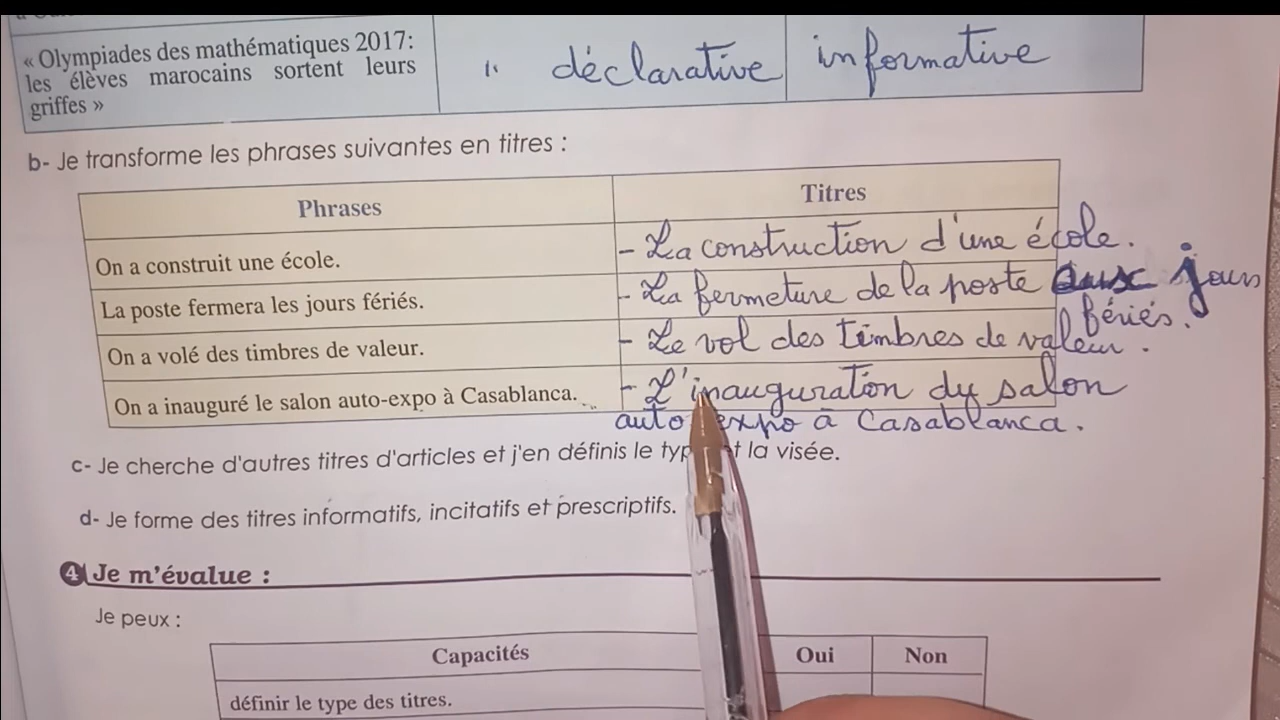 « Olympiades des mathématiques 2017: les élèves marocains sortent leurs griffes »
déclarative
informative
b- Je transforme les phrases suivantes en titres :
Phrases
Titres
On a construit une école.
- La construction d'une école.
La poste fermera les jours fériés.
- La fermeture de la poste aux jours fériés.
On a volé des timbres de valeur.
- Le vol des timbres de valeur.
On a inauguré le salon auto-expo à Casablanca.
- L'inauguration du salon
auto expo à Casablanca.
c- Je cherche d'autres titres d'articles et j'en définis le et la visée.
d- Je forme des titres informatifs, incitatifs et prescriptifs.
4 Je m'évalue :
Je peux :
Capacités
Oui
Non
définir le type des titres.